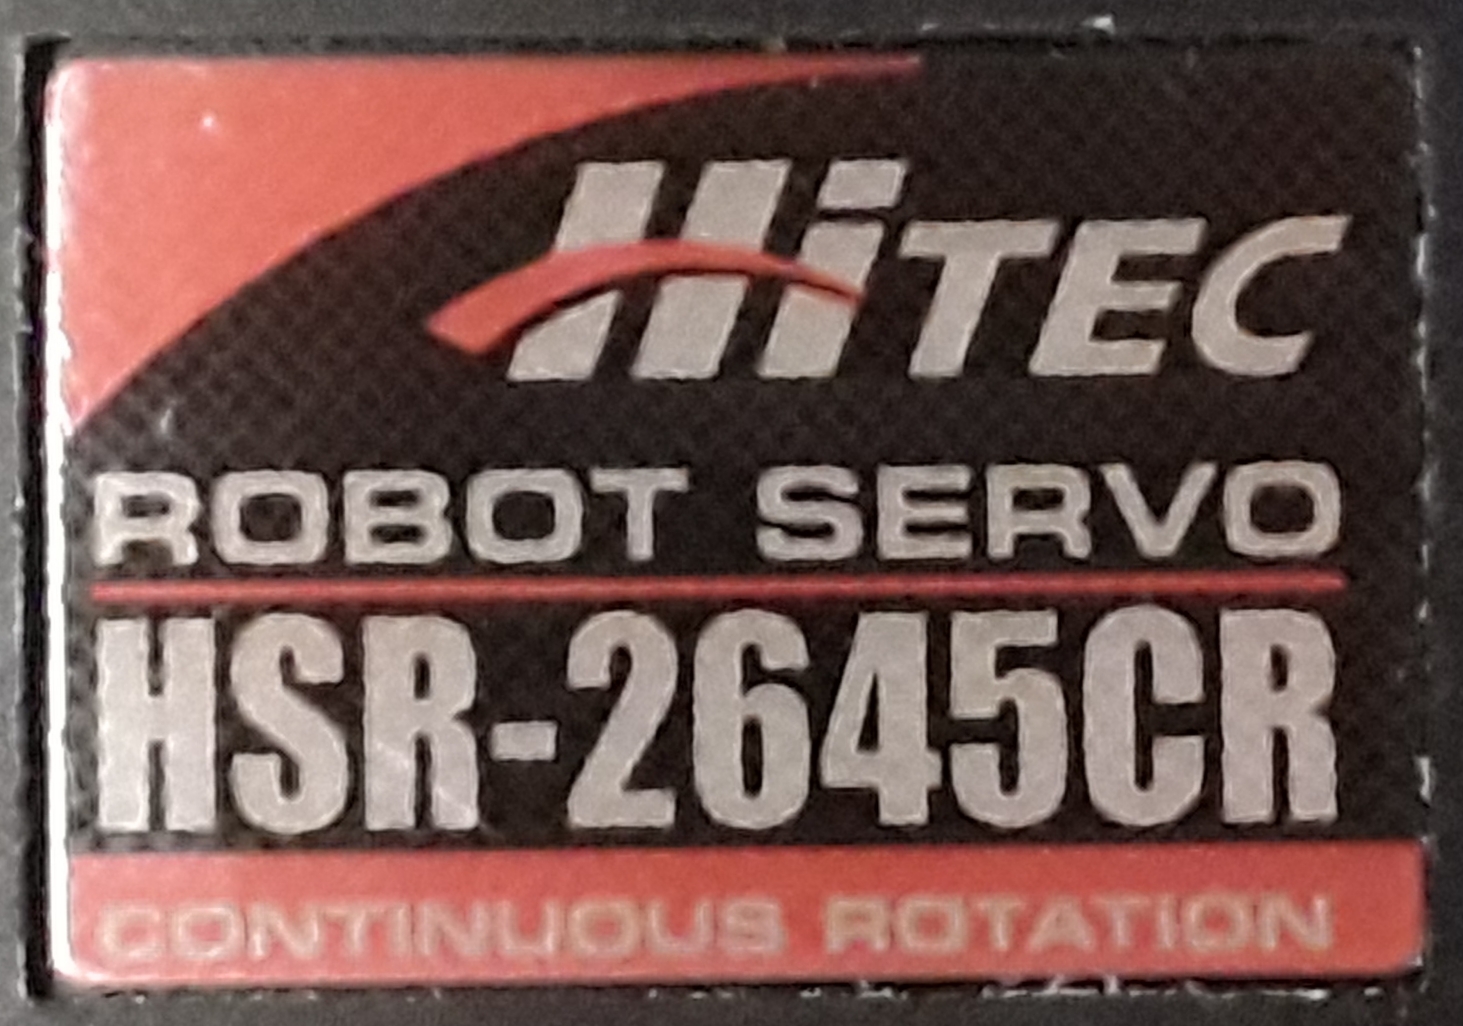 HiTEC
ROBOT SERVO
HSR-2645CR
CONTINUOUS ROTATION